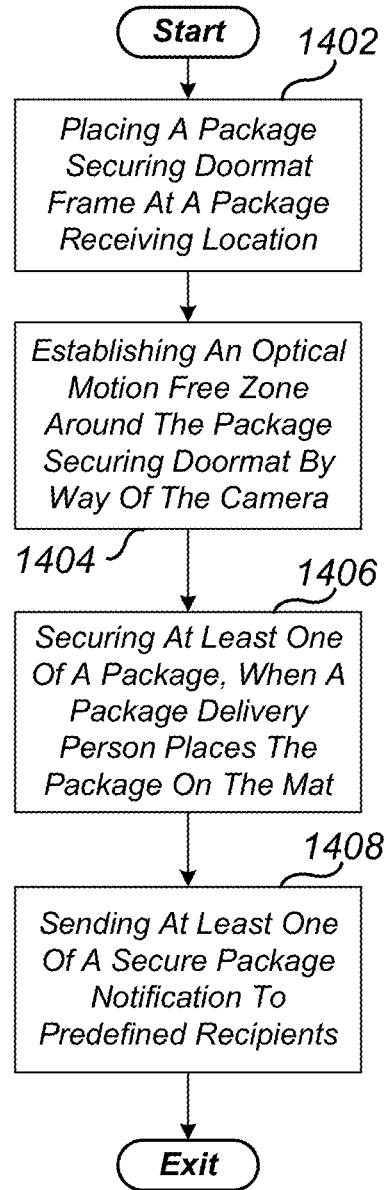 Start
1402
Placing A Package
Securing Doormat
Frame At A Package
Receiving Location
Establishing An Optical
Motion Free Zone
Around The Package
Securing Doormat By
Way Of The Camera
1404
1406
Securing At Least One
Of A Package, When A
Package Delivery
Person Places The
Package On The Mat
1408
Sending At Least One
Of A Secure Package
Notification To
Predefined Recipients
Exit